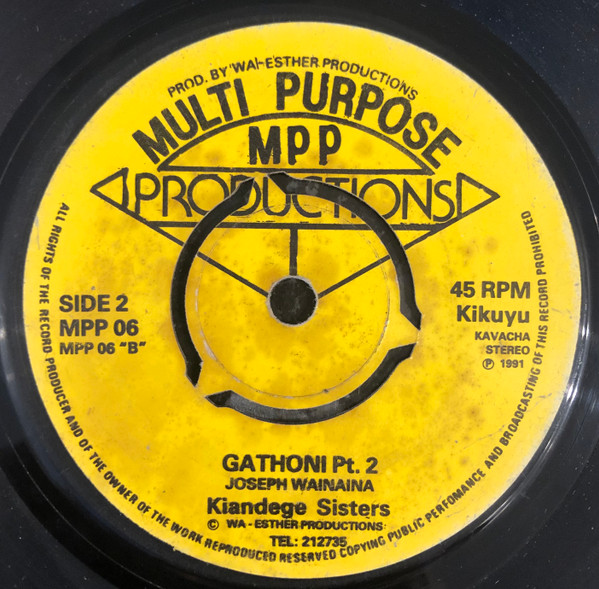 PROD. BY WAI-ESTHER PRODUCTIONS
MULTI PURPOSE
MPP
PRODUCTIONS
SIDE 2
MPP 06
MPP 06 "B"
45 RPM
Kikuyu
KAVACHA
STEREO
℗ 1991
GATHONI Pt. 2
JOSEPH WAINAINA
Kiandege Sisters
© WA-ESTHER PRODUCTIONS:
TEL: 212735
ALL RIGHTS OF THE RECORD PRODUCER AND OF THE OWNER OF THE WORK REPRODUCED RESERVED COPYING PUBLIC PERFOMANCE AND BROADCASTING OF THIS RECORD PROHIBITED